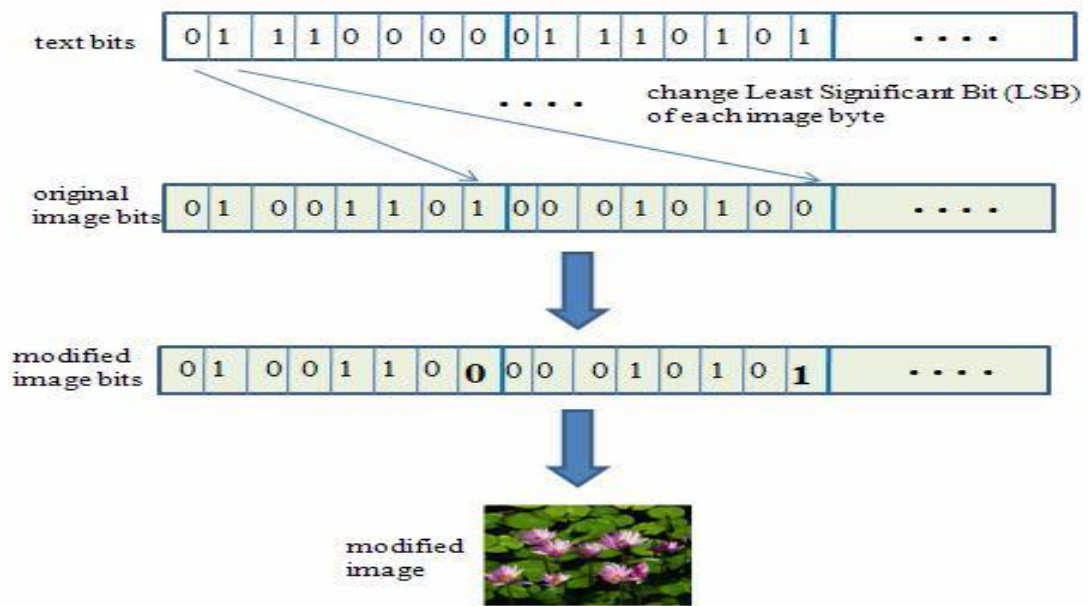 text bits 0 1 1 1 0 0 0 0 0 1 1 1 0 1 0 1 . . . .
. . . . change Least Significant Bit (LSB)
of each image byte
original
image bits 0 1 0 0 1 1 0 1 0 0 0 1 0 1 0 0 . . . .
modified
image bits 0 1 0 0 1 1 0 0 0 0 0 1 0 1 0 1 . . . .
modified
image